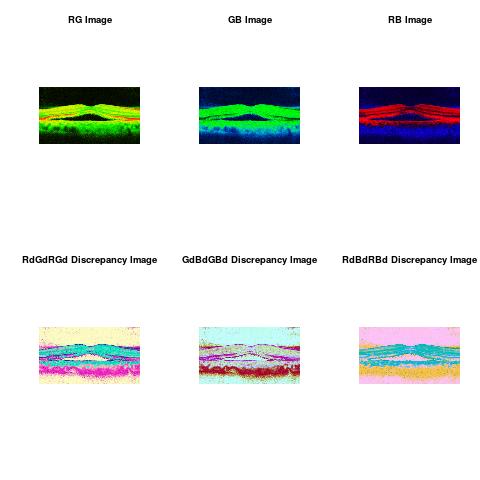 RG Image
GB Image
RB Image
RdGdRGd Discrepancy Image
GdBdGBd Discrepancy Image
RdBdRBd Discrepancy Image